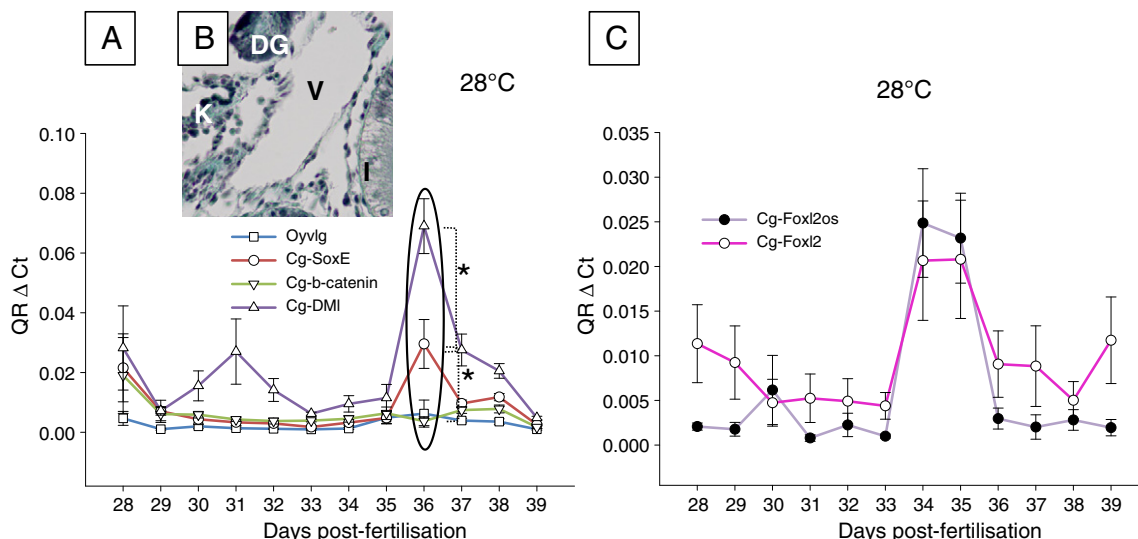 A
B
DG
V
K
I
28°C
0.10
0.08
0.06
0.04
0.02
0.00
QR Δ Ct
Oyvlg
Cg-SoxE
Cg-b-catenin
Cg-DMI
*
*
28 29 30 31 32 33 34 35 36 37 38 39
Days post-fertilisation
C
28°C
0.035
0.030
0.025
0.020
0.015
0.010
0.005
0.000
QR Δ Ct
Cg-Foxl2os
Cg-Foxl2
28 29 30 31 32 33 34 35 36 37 38 39
Days post-fertilisation